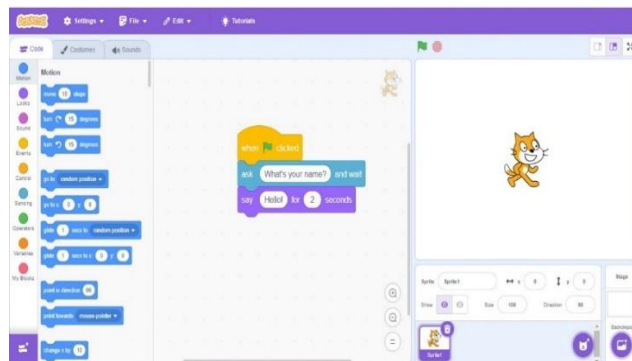 SCRATCH Settings File Edit Tutorials
Code Costumes Sounds
Motion
Looks
Sound
Events
Control
Sensing
Operators
Variables
My Blocks
Motion
move 10 steps
turn 15 degrees
turn 15 degrees
go to random position
go to x: 0 y: 0
glide 1 secs to random position
glide 1 secs to x: 0 y: 0
point in direction 90
point towards mouse-pointer
change x by 10
when clicked
ask What's your name? and wait
say Hello! for 2 seconds
Sprite Sprite1 x 0 y 0
Show Size 100 Direction 90
Sprite1
Stage